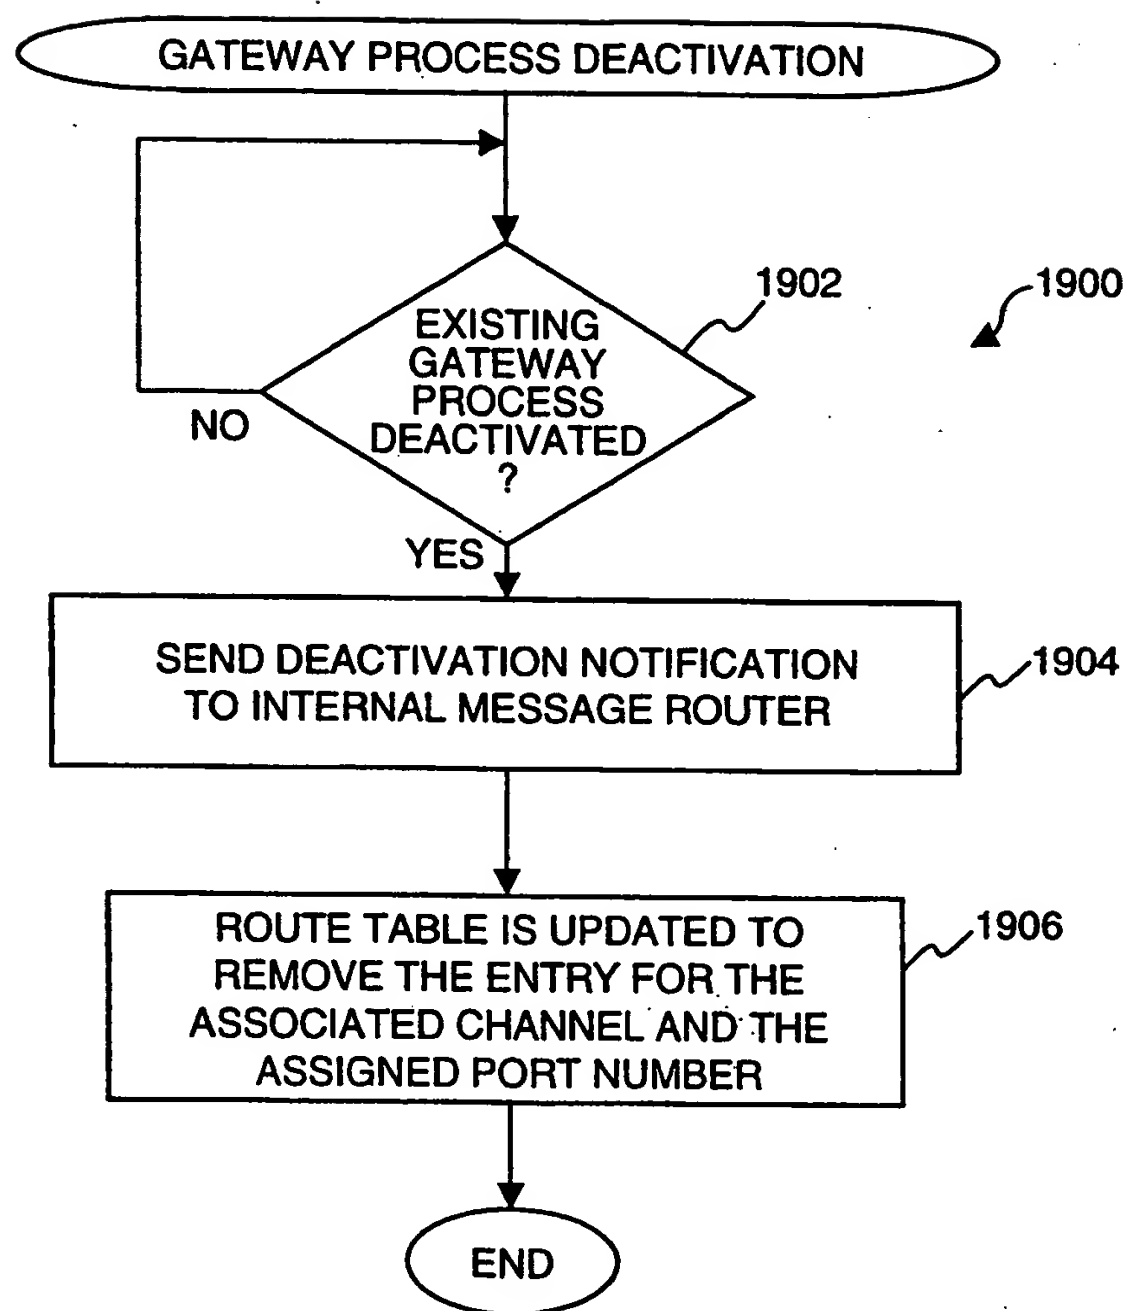 GATEWAY PROCESS DEACTIVATION
1902
1900
EXISTING
GATEWAY
PROCESS
DEACTIVATED
?
NO
YES
SEND DEACTIVATION NOTIFICATION
TO INTERNAL MESSAGE ROUTER
1904
ROUTE TABLE IS UPDATED TO
REMOVE THE ENTRY FOR THE
ASSOCIATED CHANNEL AND THE
ASSIGNED PORT NUMBER
1906
END